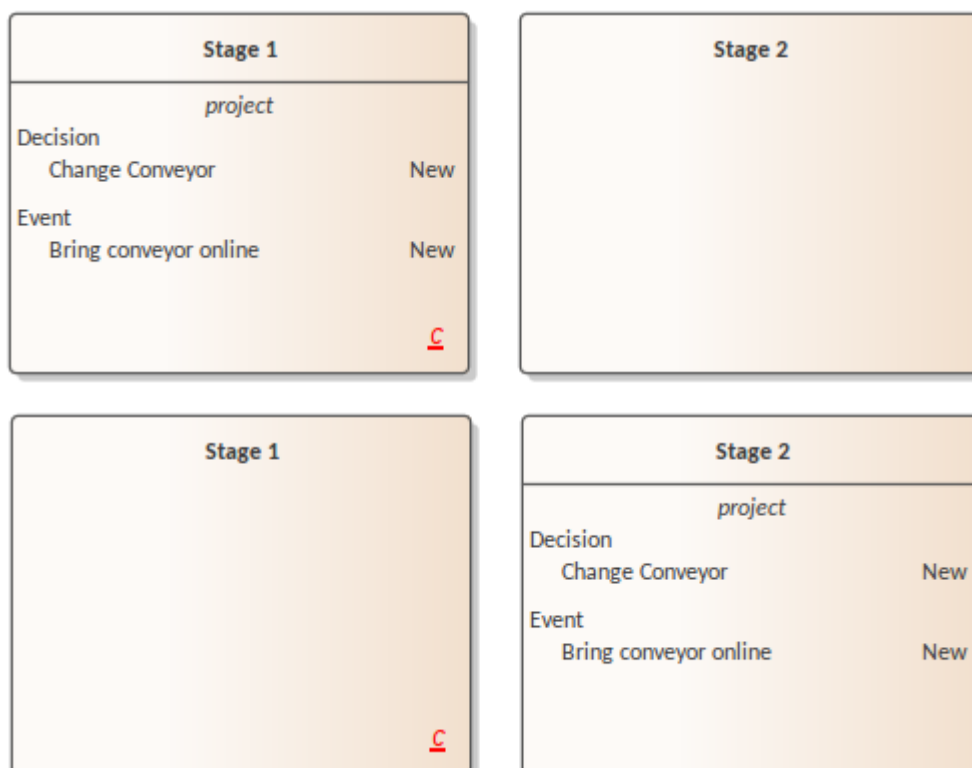 Stage 1
project
Decision
Change Conveyor New
Event
Bring conveyor online New
C
Stage 2
Stage 1
C
Stage 2
project
Decision
Change Conveyor New
Event
Bring conveyor online New